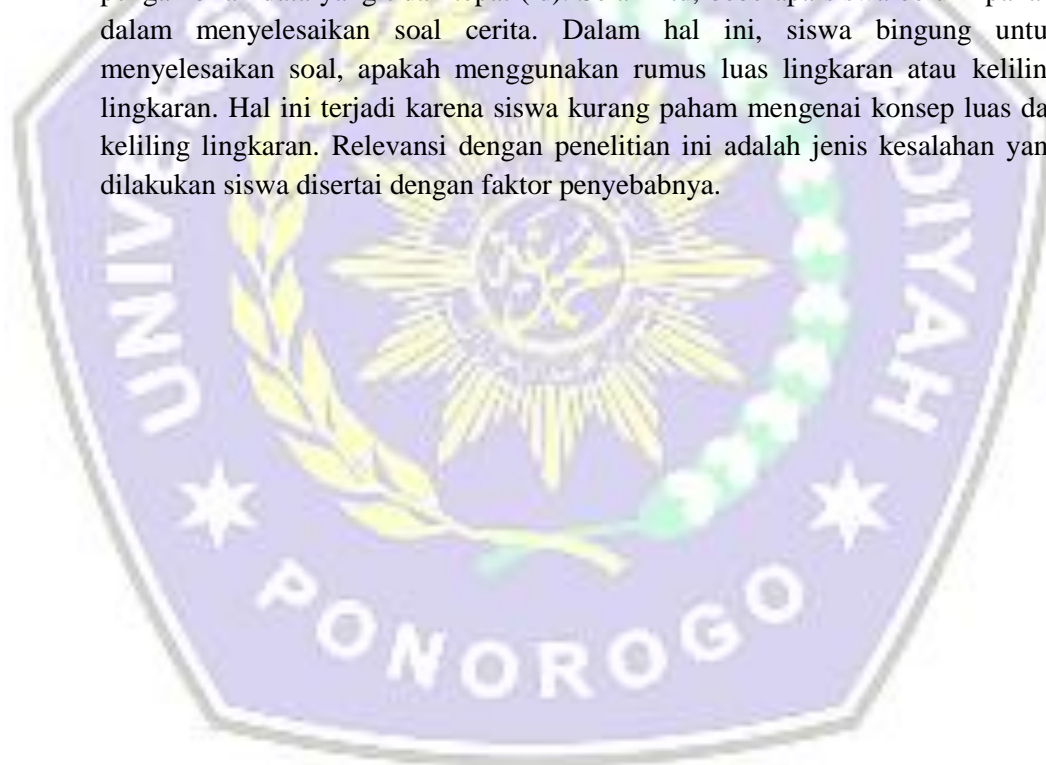 dalam menyelesaikan soal cerita. Dalam hal ini, siswa bingung untu
menyelesaikan soal, apakah menggunakan rumus luas lingkaran atau kelilin
lingkaran. Hal ini terjadi karena siswa kurang paham mengenai konsep luas da
keliling lingkaran. Relevansi dengan penelitian ini adalah jenis kesalahan yan
dilakukan siswa disertai dengan faktor penyebabnya.
UNIV
DIYAH
PONOROGO